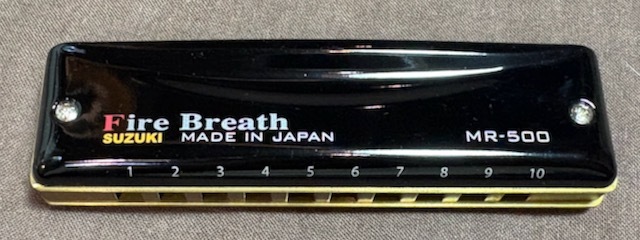 Fire Breath
SUZUKI MADE IN JAPAN MR-500
1 2 3 4 5 6 7 8 9 10